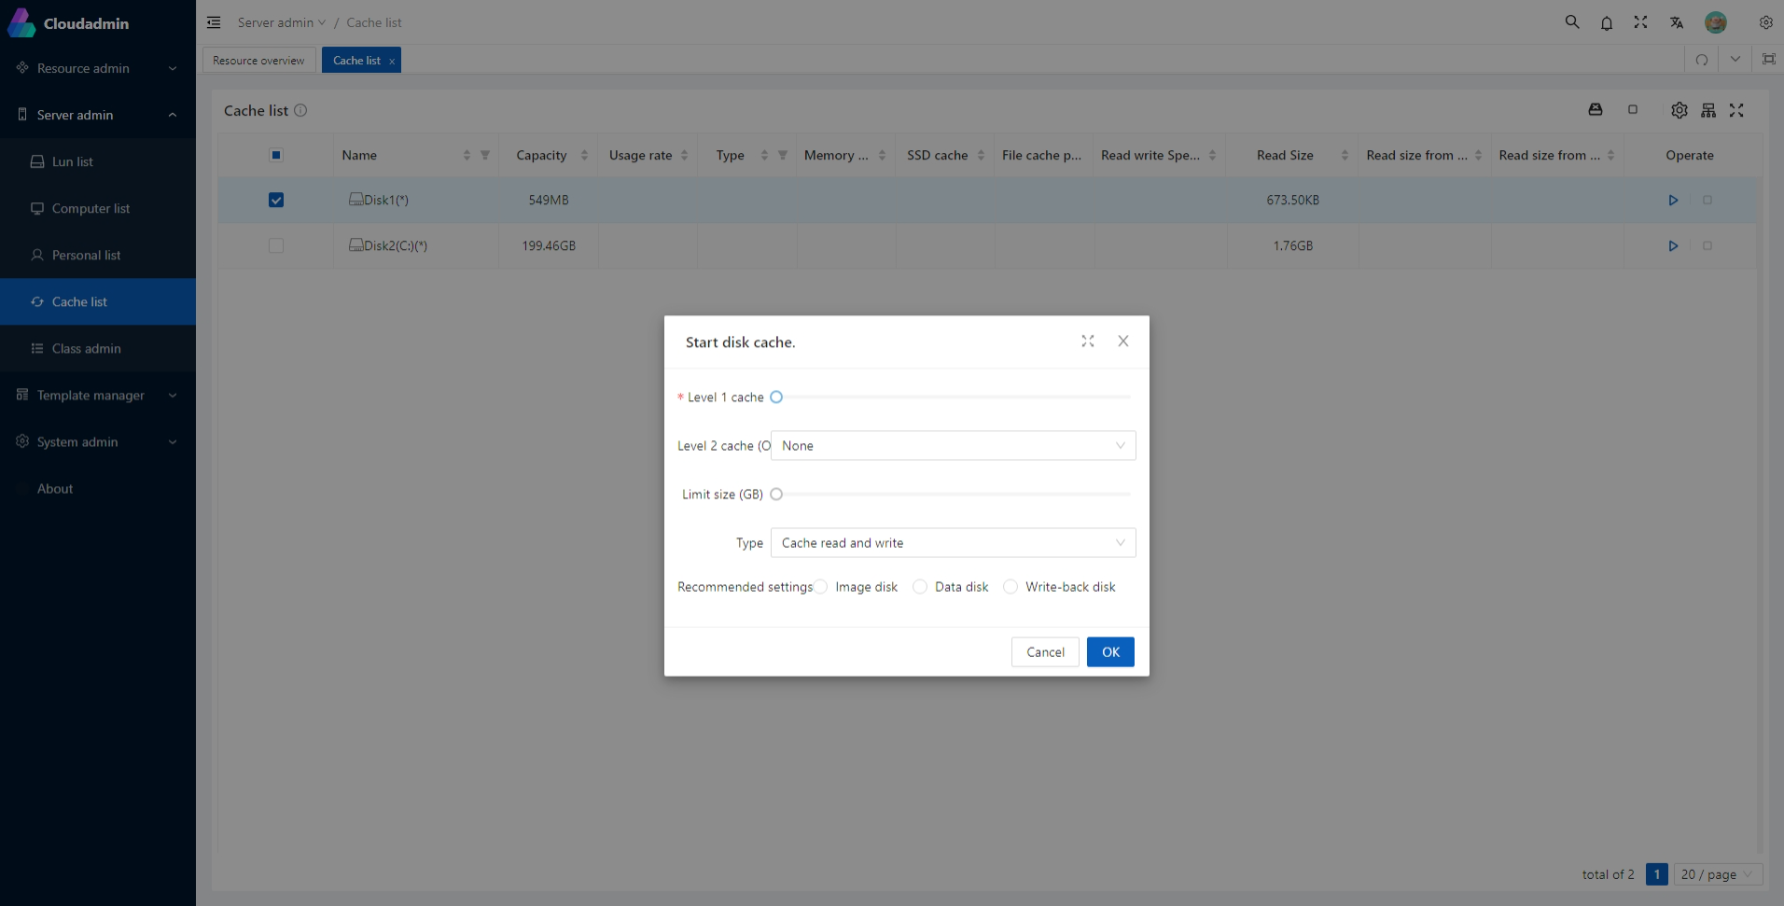 Cloudadmin
Server admin / Cache list
Resource admin
Server admin
Lun list
Computer list
Personal list
Cache list
Class admin
Template manager
System admin
About
Resource overview
Cache list
Cache list
Name Capacity Usage rate Type Memory ... SSD cache File cache p... Read write Spe... Read Size Read size from ... Read size from ... Operate
Disk1(*) 549MB 673.50KB
Disk2(C:)(*) 199.46GB 1.76GB
Start disk cache.
* Level 1 cache
Level 2 cache (O None
Limit size (GB)
Type Cache read and write
Recommended settings Image disk Data disk Write-back disk
Cancel OK
total of 2 1 20 / page